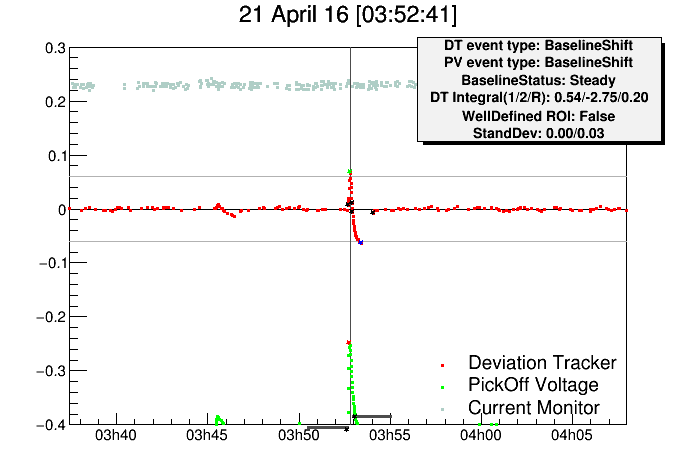 21 April 16 [03:52:41]
DT event type: BaselineShift
PV event type: BaselineShift
BaselineStatus: Steady
DT Integral(1/2/R): 0.54/-2.75/0.20
WellDefined ROI: False
StandDev: 0.00/0.03
0.3
0.2
0.1
0
−0.1
−0.2
−0.3
−0.4
Deviation Tracker
PickOff Voltage
Current Monitor
03h40
03h45
03h50
03h55
04h00
04h05